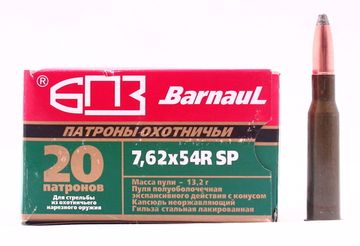 ® БПЗ Barnaul
ПАТРОНЫ ОХОТНИЧЬИ
20 7,62x54R SP
патронов
Масса пули – 13,2 г
Пуля полуоболочечная
экспансивного действия с конусом
Капсюль неоржавляющий
Гильза стальная лакированная
Для стрельбы
из охотничьего
нарезного оружия